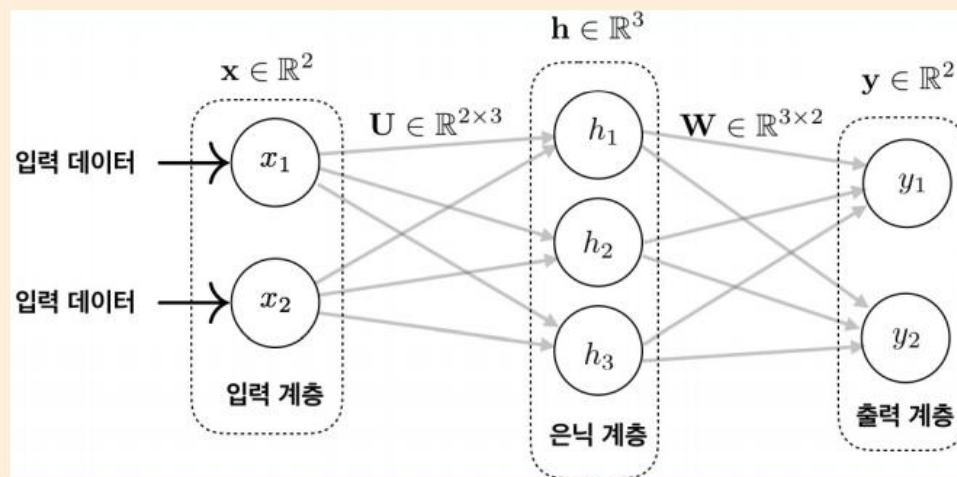 x ∈ ℝ²
h ∈ ℝ³
y ∈ ℝ²
U ∈ ℝ²ˣ³
W ∈ ℝ³ˣ²
입력 데이터
x₁
h₁
y₁
h₂
입력 데이터
x₂
h₃
y₂
입력 계층
은닉 계층
출력 계층